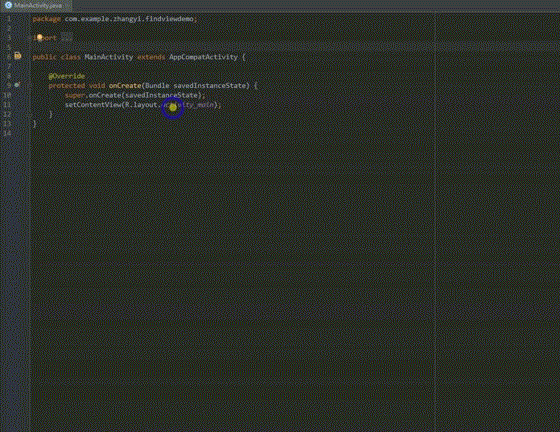 MainActivity.java ×
1 package com.example.zhangyi.findviewdemo;
2
3 import ...
5
6 public class MainActivity extends AppCompatActivity {
7
8 @Override
9 protected void onCreate(Bundle savedInstanceState) {
10 super.onCreate(savedInstanceState);
11 setContentView(R.layout.activity_main);
12 }
13 }
14